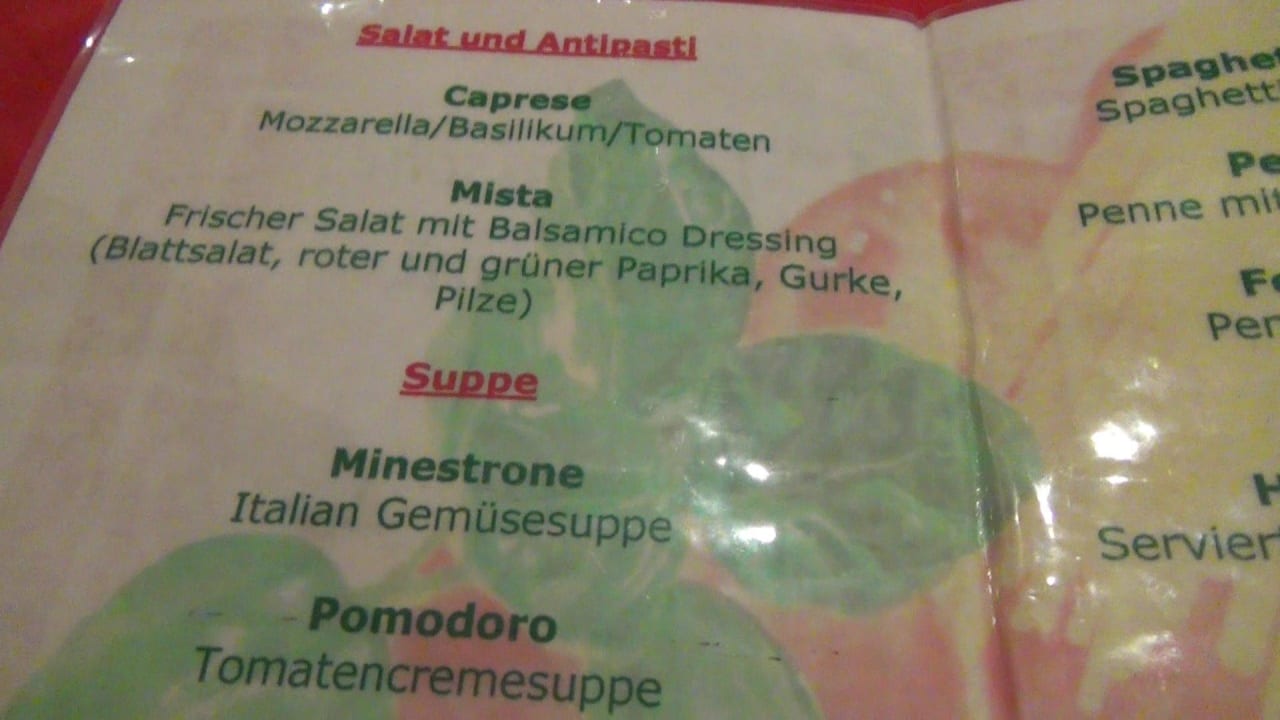 Salat und Antipasti
Caprese
Mozzarella/Basilikum/Tomaten
Mista
Frischer Salat mit Balsamico Dressing
(Blattsalat, roter und grüner Paprika, Gurke,
Pilze)
Suppe
Minestrone
Italian Gemüsesuppe
Pomodoro
Tomatencremesuppe
Penne mit